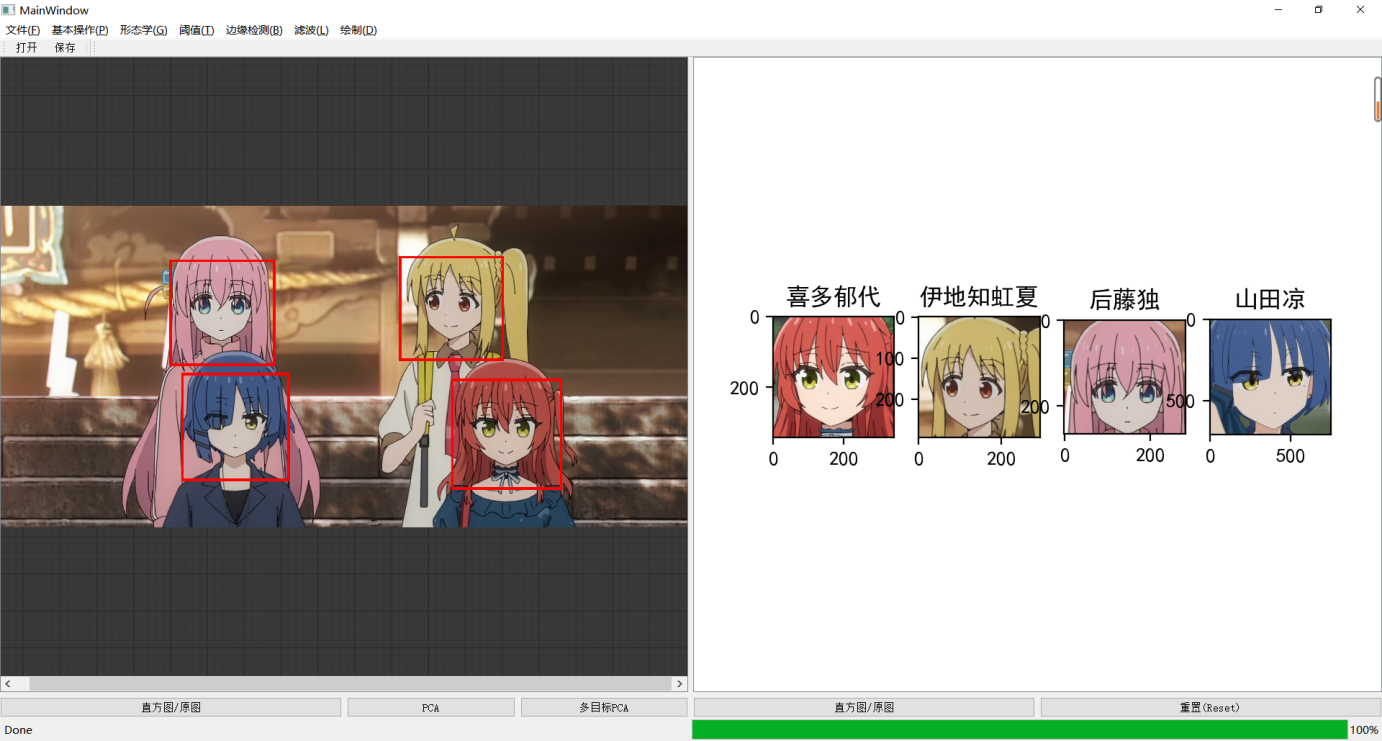 MainWindow
文件(F) 基本操作(P) 形态学(G) 阈值(T) 边缘检测(B) 滤波(L) 绘制(D)
打开 保存
喜多郁代 伊地知虹夏 后藤独 山田凉
0 0 0 0
100
200 200 200 500
0 200 0 200 0 200 0 500
直方图/原图 PCA 多目标PCA 直方图/原图 重置(Reset)
Done 100%